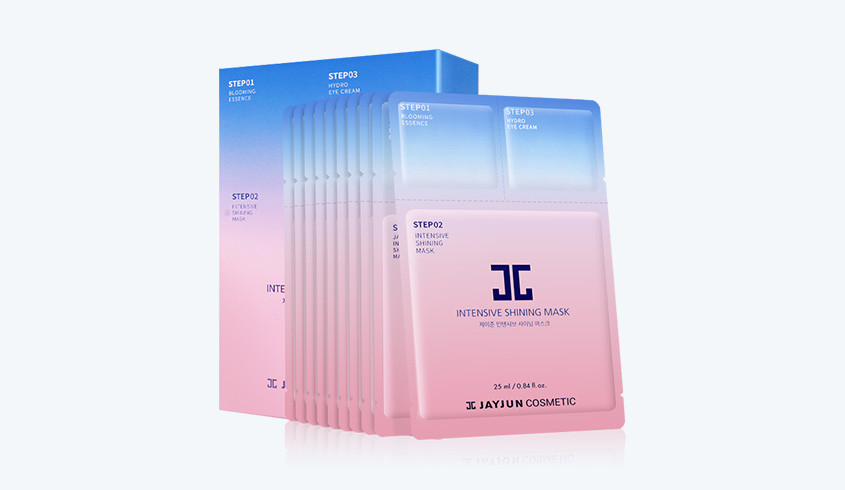 STEP01
BLOOMING
ESSENCE
STEP03
HYDRO
EYE CREAM
STEP02
INTENSIVE
SHINING
MASK
INTE
STEP01
BLOOMING
ESSENCE
STEP03
HYDRO
EYE CREAM
STEP02
INTENSIVE
SHINING
MASK
INTENSIVE SHINING MASK
제이준 인텐시브 샤이닝 마스크
25 ml / 0.84 fl. oz.
JAYJUN COSMETIC